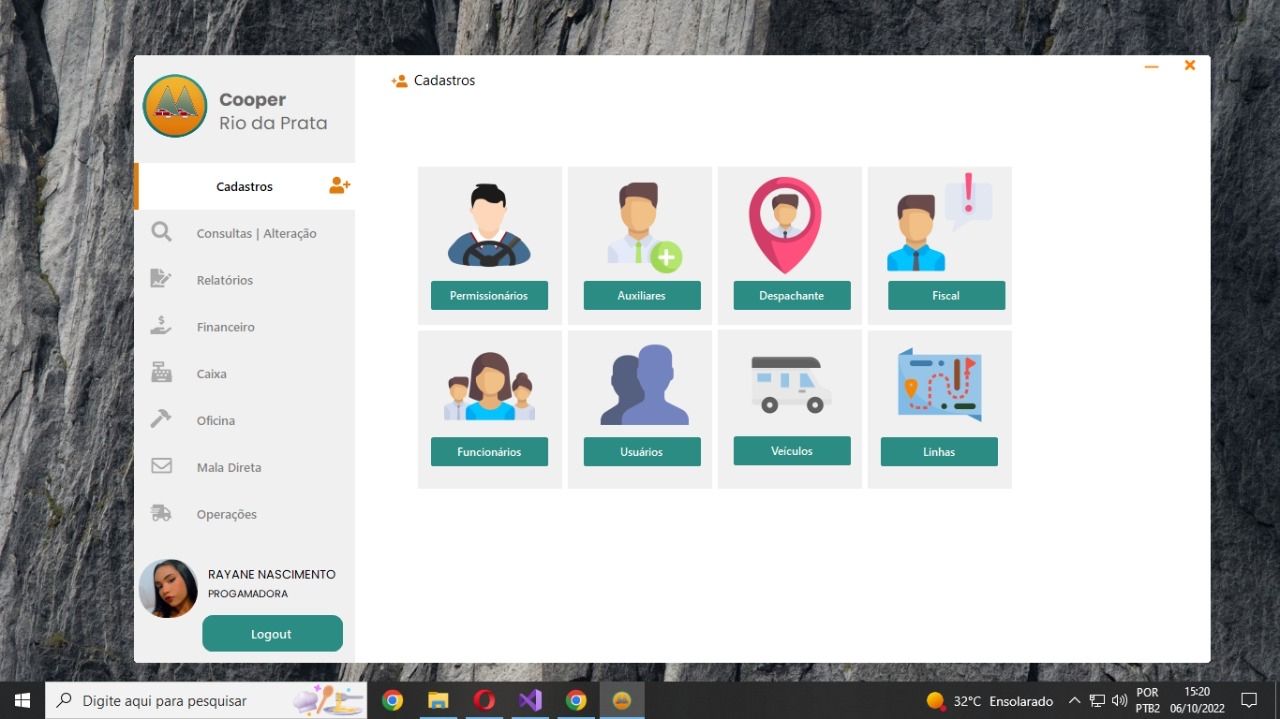 Cooper
Rio da Prata
Cadastros
Consultas | Alteração
Relatórios
Financeiro
Caixa
Oficina
Mala Direta
Operações
RAYANE NASCIMENTO
PROGAMADORA
Logout
Cadastros
Permissionários
Auxiliares
Despachante
Fiscal
Funcionários
Usuários
Veículos
Linhas
Digite aqui para pesquisar
32°C Ensolarado
POR
PTB2
15:20
06/10/2022